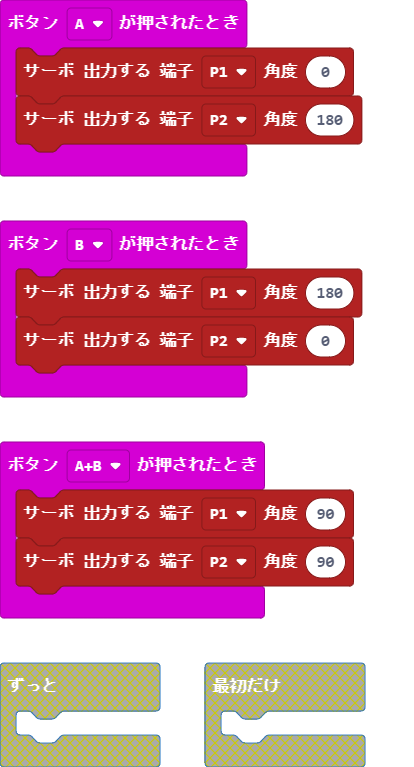 ボタン A が押されたとき
サーボ 出力する 端子 P1 角度 0
サーボ 出力する 端子 P2 角度 180
ボタン B が押されたとき
サーボ 出力する 端子 P1 角度 180
サーボ 出力する 端子 P2 角度 0
ボタン A+B が押されたとき
サーボ 出力する 端子 P1 角度 90
サーボ 出力する 端子 P2 角度 90
ずっと
最初だけ